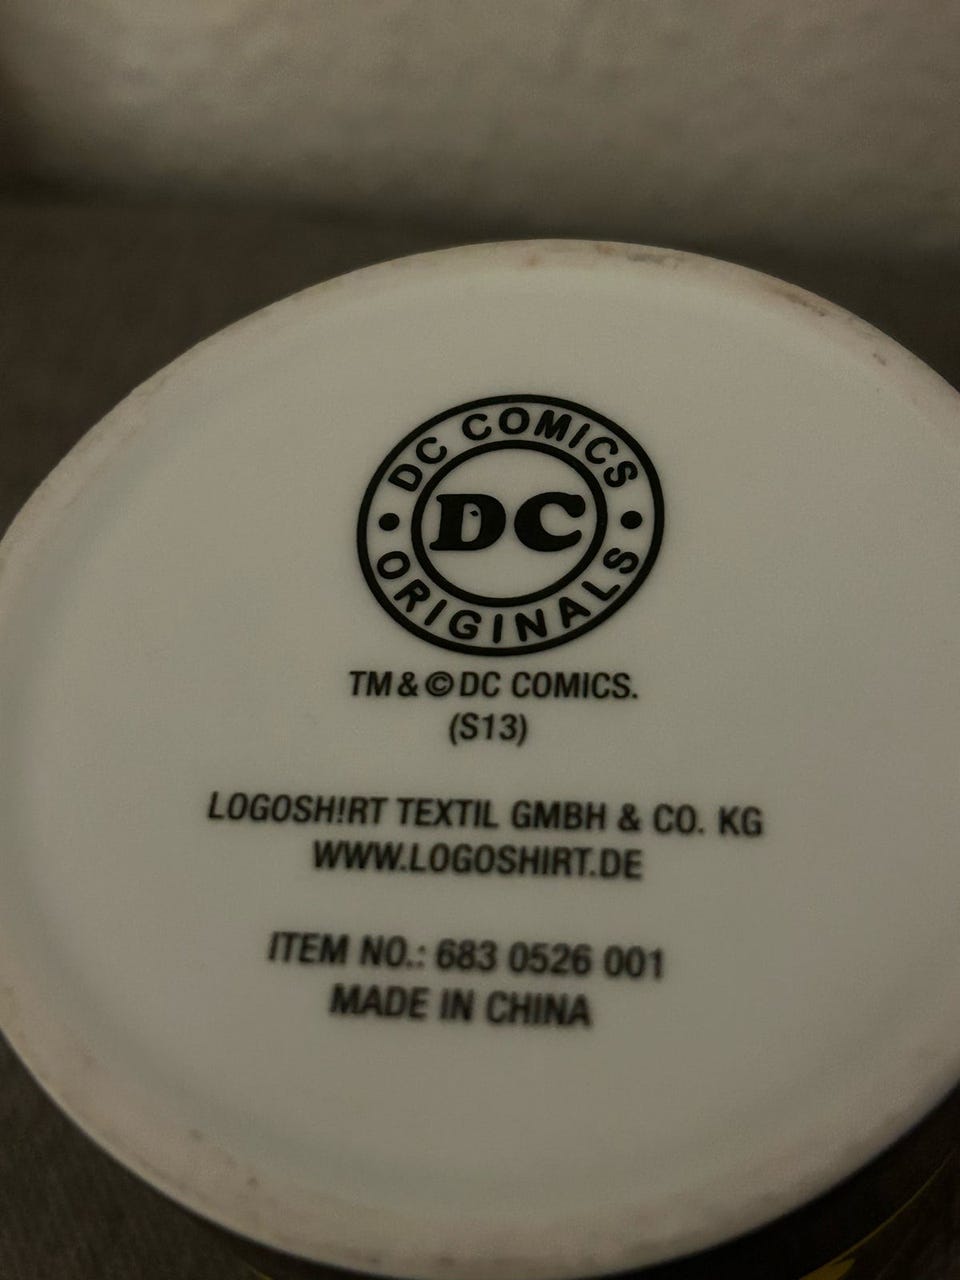 DC COMICS
DC
ORIGINALS
TM & © DC COMICS.
(S13)
LOGOSH!RT TEXTIL GMBH & CO. KG
WWW.LOGOSHIRT.DE
ITEM NO.: 683 0526 001
MADE IN CHINA